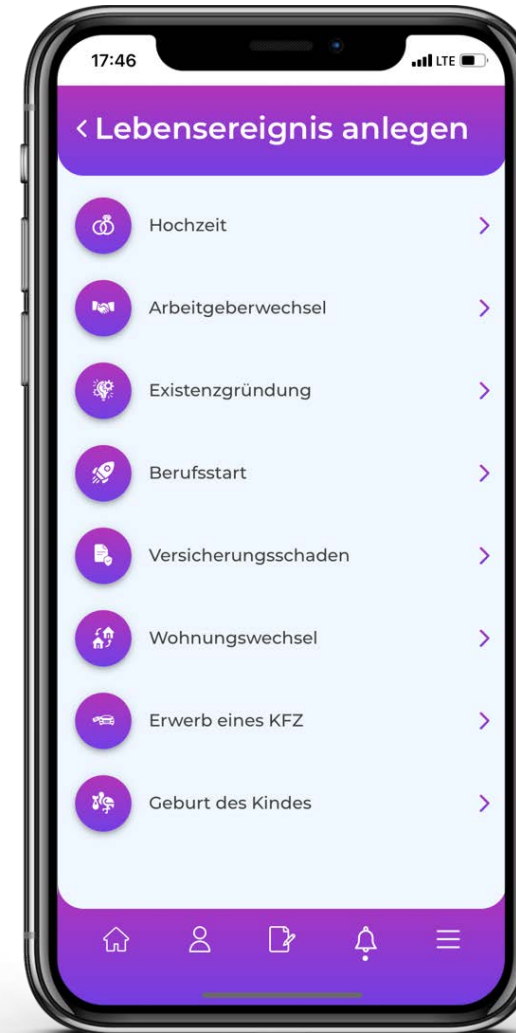 17:46
LTE
Lebensereignis anlegen
Hochzeit
Arbeitgeberwechsel
Existenzgründung
Berufsstart
Versicherungsschaden
Wohnungswechsel
Erwerb eines KFZ
Geburt des Kindes